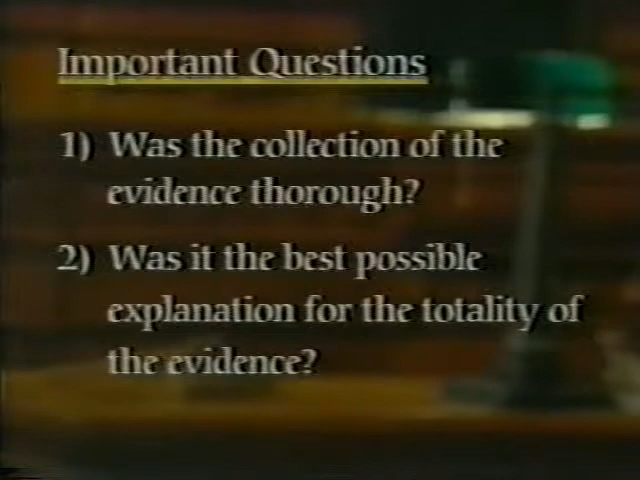 Important Questions
1) Was the collection of the
evidence thorough?
2) Was it the best possible
explanation for the totality of
the evidence?